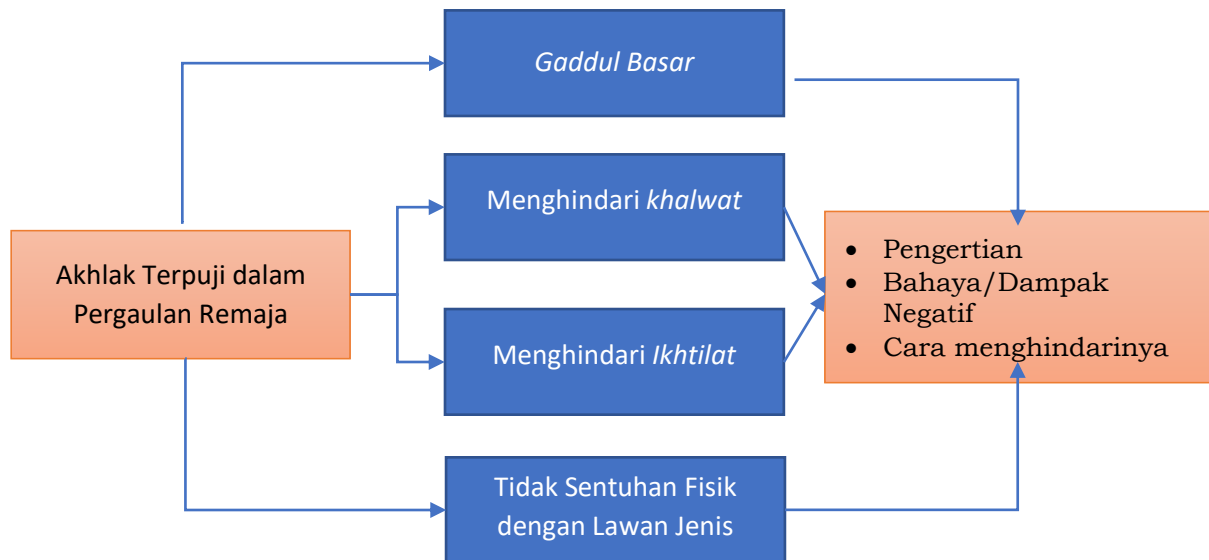 Gaddul Basar
Menghindari khalwat
Akhlak Terpuji dalam
Pergaulan Remaja
Menghindari Ikhtilat
Tidak Sentuhan Fisik
dengan Lawan Jenis
• Pengertian
• Bahaya/Dampak
Negatif
• Cara menghindarinya